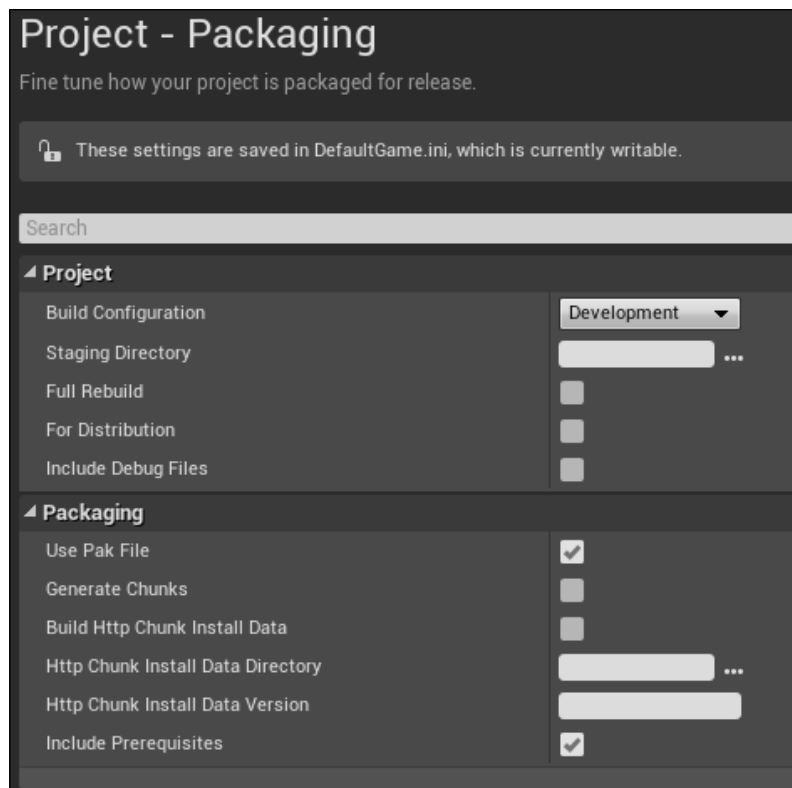 Project - Packaging
Fine tune how your project is packaged for release.
These settings are saved in DefaultGame.ini, which is currently writable.
Search
Project
Build Configuration Development
Staging Directory ...
Full Rebuild
For Distribution
Include Debug Files
Packaging
Use Pak File
Generate Chunks
Build Http Chunk Install Data
Http Chunk Install Data Directory ...
Http Chunk Install Data Version
Include Prerequisites